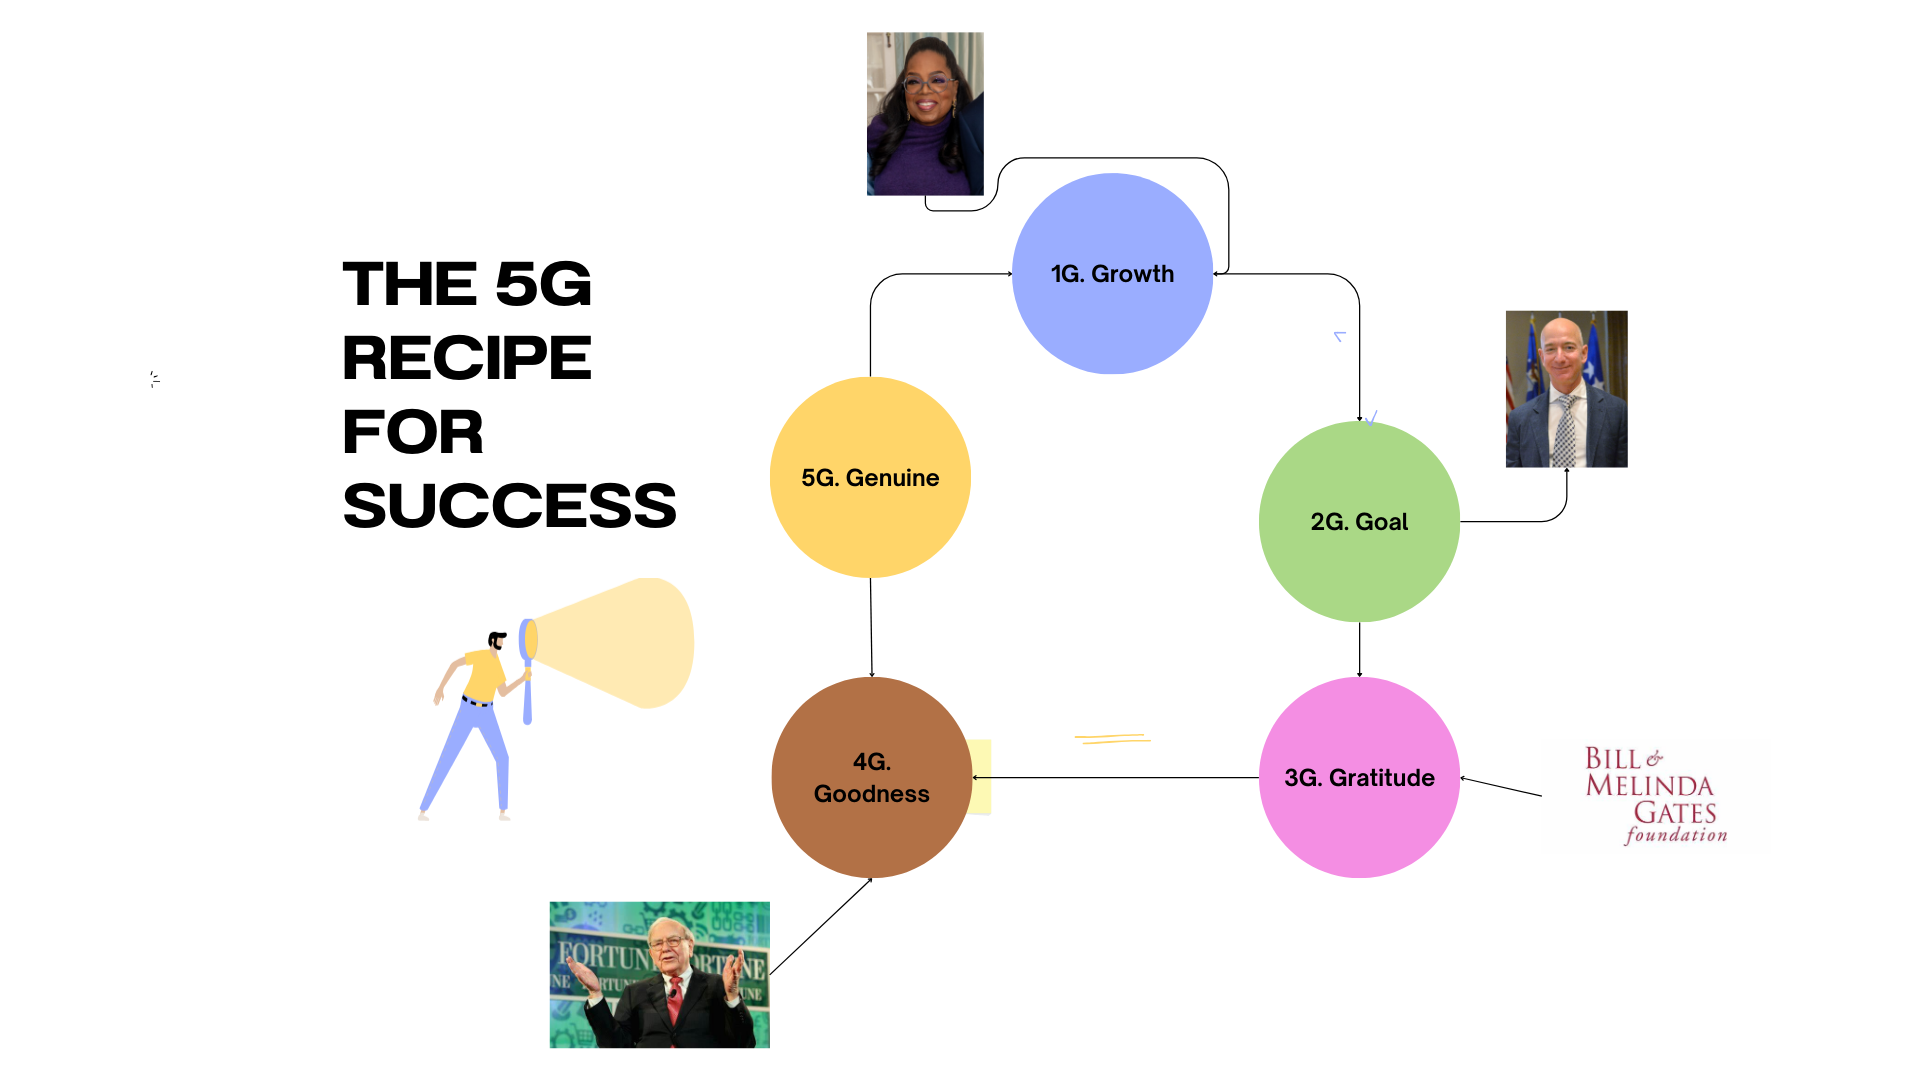 THE 5G
RECIPE
FOR
SUCCESS
1G. Growth
2G. Goal
3G. Gratitude
4G.
Goodness
5G. Genuine
BILL &
MELINDA
GATES
foundation
FORTUNE